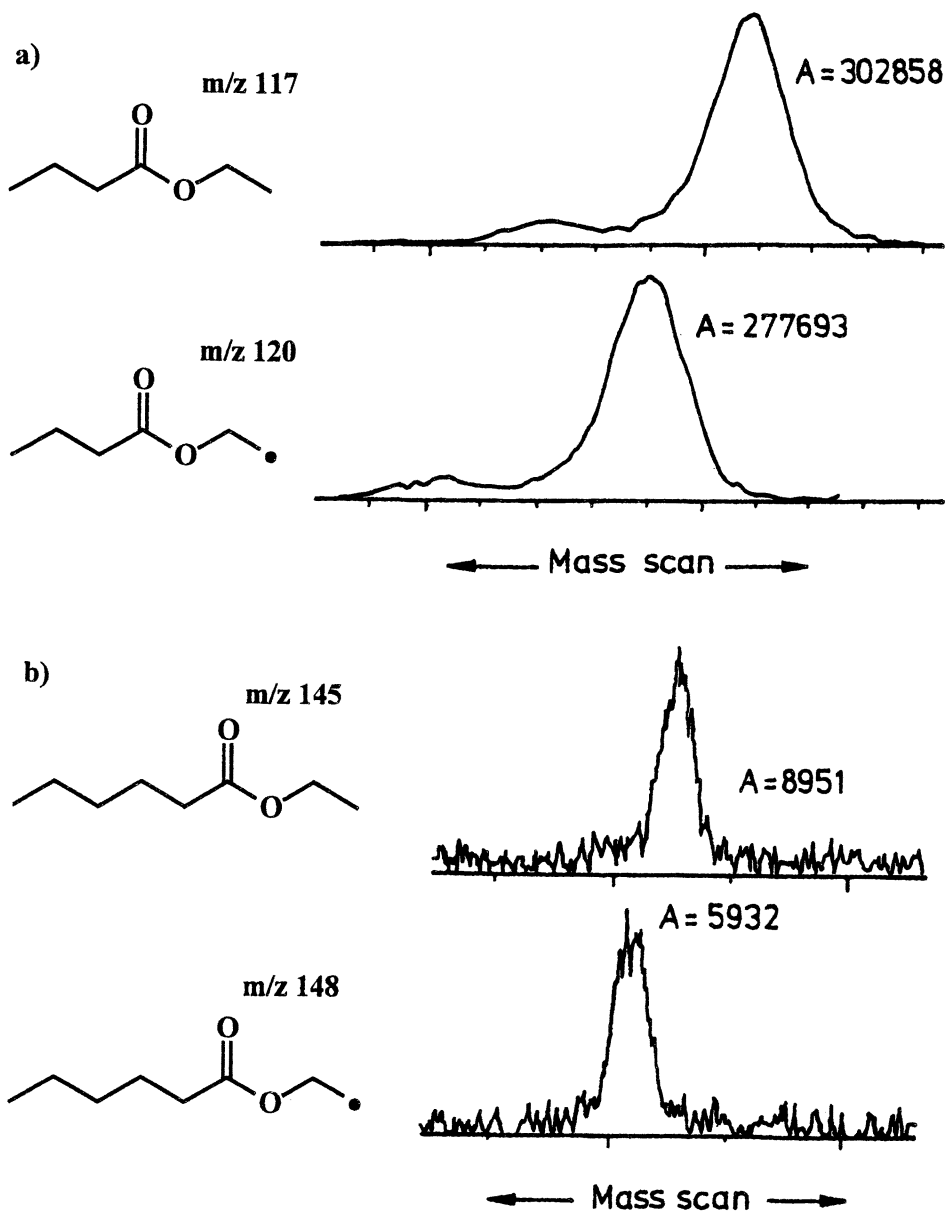 a)
m/z 117
O
O
A = 302858
m/z 120
O
O
A = 277693
Mass scan
b)
m/z 145
O
O
A = 8951
m/z 148
O
O
A = 5932
Mass scan